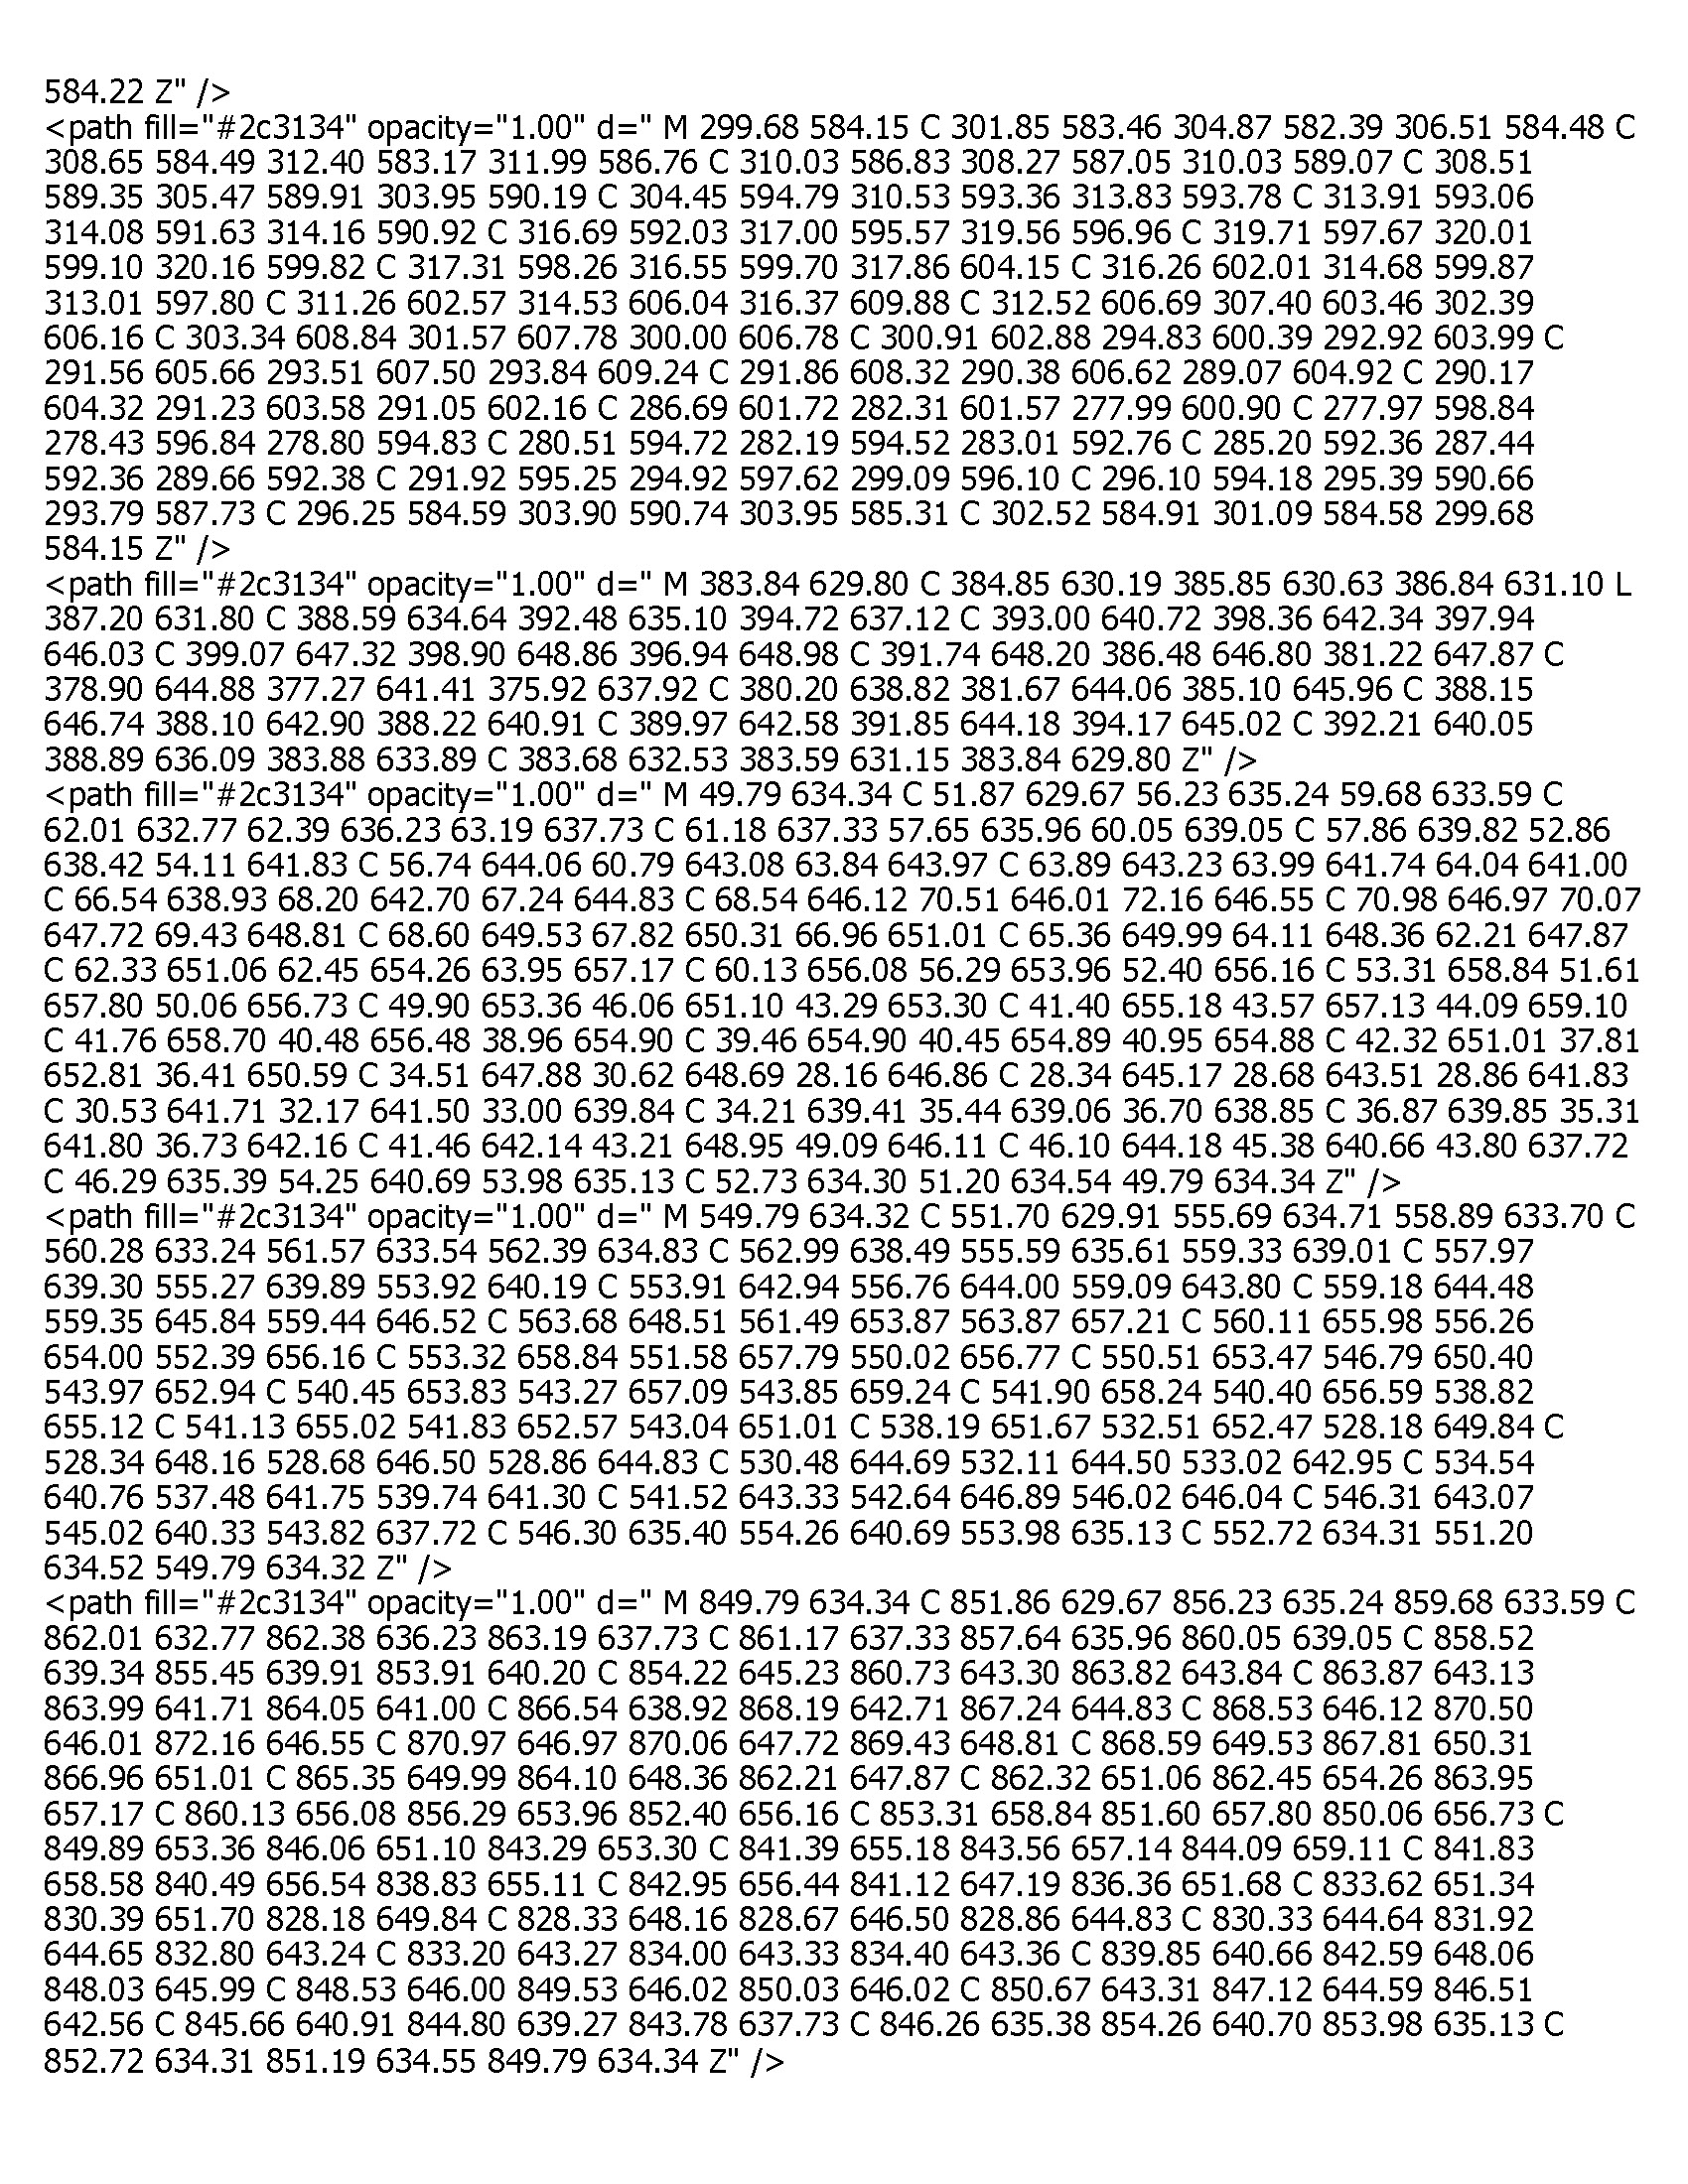 584.22 Z" />
<path fill="#2c3134" opacity="1.00" d=" M 299.68 584.15 C 301.85 583.46 304.87 582.39 306.51 584.48 C
308.65 584.49 312.40 583.17 311.99 586.76 C 310.03 586.83 308.27 587.05 310.03 589.07 C 308.51
589.35 305.47 589.91 303.95 590.19 C 304.45 594.79 310.53 593.36 313.83 593.78 C 313.91 593.06
314.08 591.63 314.16 590.92 C 316.69 592.03 317.00 595.57 319.56 596.96 C 319.71 597.67 320.01
599.10 320.16 599.82 C 317.31 598.26 316.55 599.70 317.86 604.15 C 316.26 602.01 314.68 599.87
313.01 597.80 C 311.26 602.57 314.53 606.04 316.37 609.88 C 312.52 606.69 307.40 603.46 302.39
606.16 C 303.34 608.84 301.57 607.78 300.00 606.78 C 300.91 602.88 294.83 600.39 292.92 603.99 C
291.56 605.66 293.51 607.50 293.84 609.24 C 291.86 608.32 290.38 606.62 289.07 604.92 C 290.17
604.32 291.23 603.58 291.05 602.16 C 286.69 601.72 282.31 601.57 277.99 600.90 C 277.97 598.84
278.43 596.84 278.80 594.83 C 280.51 594.72 282.19 594.52 283.01 592.76 C 285.20 592.36 287.44
592.36 289.66 592.38 C 291.92 595.25 294.92 597.62 299.09 596.10 C 296.10 594.18 295.39 590.66
293.79 587.73 C 296.25 584.59 303.90 590.74 303.95 585.31 C 302.52 584.91 301.09 584.58 299.68
584.15 Z" />
<path fill="#2c3134" opacity="1.00" d=" M 383.84 629.80 C 384.85 630.19 385.85 630.63 386.84 631.10 L
387.20 631.80 C 388.59 634.64 392.48 635.10 394.72 637.12 C 393.00 640.72 398.36 642.34 397.94
646.03 C 399.07 647.32 398.90 648.86 396.94 648.98 C 391.74 648.20 386.48 646.80 381.22 647.87 C
378.90 644.88 377.27 641.41 375.92 637.92 C 380.20 638.82 381.67 644.06 385.10 645.96 C 388.15
646.74 388.10 642.90 388.22 640.91 C 389.97 642.58 391.85 644.18 394.17 645.02 C 392.21 640.05
388.89 636.09 383.88 633.89 C 383.68 632.53 383.59 631.15 383.84 629.80 Z" />
<path fill="#2c3134" opacity="1.00" d=" M 49.79 634.34 C 51.87 629.67 56.23 635.24 59.68 633.59 C
62.01 632.77 62.39 636.23 63.19 637.73 C 61.18 637.33 57.65 635.96 60.05 639.05 C 57.86 639.82 52.86
638.42 54.11 641.83 C 56.74 644.06 60.79 643.08 63.84 643.97 C 63.89 643.23 63.99 641.74 64.04 641.00
C 66.54 638.93 68.20 642.70 67.24 644.83 C 68.54 646.12 70.51 646.01 72.16 646.55 C 70.98 646.97 70.07
647.72 69.43 648.81 C 68.60 649.53 67.82 650.31 66.96 651.01 C 65.36 649.99 64.11 648.36 62.21 647.87
C 62.33 651.06 62.45 654.26 63.95 657.17 C 60.13 656.08 56.29 653.96 52.40 656.16 C 53.31 658.84 51.61
657.80 50.06 656.73 C 49.90 653.36 46.06 651.10 43.29 653.30 C 41.40 655.18 43.57 657.13 44.09 659.10
C 41.76 658.70 40.48 656.48 38.96 654.90 C 39.46 654.90 40.45 654.89 40.95 654.88 C 42.32 651.01 37.81
652.81 36.41 650.59 C 34.51 647.88 30.62 648.69 28.16 646.86 C 28.34 645.17 28.68 643.51 28.86 641.83
C 30.53 641.71 32.17 641.50 33.00 639.84 C 34.21 639.41 35.44 639.06 36.70 638.85 C 36.87 639.85 35.31
641.80 36.73 642.16 C 41.46 642.14 43.21 648.95 49.09 646.11 C 46.10 644.18 45.38 640.66 43.80 637.72
C 46.29 635.39 54.25 640.69 53.98 635.13 C 52.73 634.30 51.20 634.54 49.79 634.34 Z" />
<path fill="#2c3134" opacity="1.00" d=" M 549.79 634.32 C 551.70 629.91 555.69 634.71 558.89 633.70 C
560.28 633.24 561.57 633.54 562.39 634.83 C 562.99 638.49 555.59 635.61 559.33 639.01 C 557.97
639.30 555.27 639.89 553.92 640.19 C 553.91 642.94 556.76 644.00 559.09 643.80 C 559.18 644.48
559.35 645.84 559.44 646.52 C 563.68 648.51 561.49 653.87 563.87 657.21 C 560.11 655.98 556.26
654.00 552.39 656.16 C 553.32 658.84 551.58 657.79 550.02 656.77 C 550.51 653.47 546.79 650.40
543.97 652.94 C 540.45 653.83 543.27 657.09 543.85 659.24 C 541.90 658.24 540.40 656.59 538.82
655.12 C 541.13 655.02 541.83 652.57 543.04 651.01 C 538.19 651.67 532.51 652.47 528.18 649.84 C
528.34 648.16 528.68 646.50 528.86 644.83 C 530.48 644.69 532.11 644.50 533.02 642.95 C 534.54
640.76 537.48 641.75 539.74 641.30 C 541.52 643.33 542.64 646.89 546.02 646.04 C 546.31 643.07
545.02 640.33 543.82 637.72 C 546.30 635.40 554.26 640.69 553.98 635.13 C 552.72 634.31 551.20
634.52 549.79 634.32 Z" />
<path fill="#2c3134" opacity="1.00" d=" M 849.79 634.34 C 851.86 629.67 856.23 635.24 859.68 633.59 C
862.01 632.77 862.38 636.23 863.19 637.73 C 861.17 637.33 857.64 635.96 860.05 639.05 C 858.52
639.34 855.45 639.91 853.91 640.20 C 854.22 645.23 860.73 643.30 863.82 643.84 C 863.87 643.13
863.99 641.71 864.05 641.00 C 866.54 638.92 868.19 642.71 867.24 644.83 C 868.53 646.12 870.50
646.01 872.16 646.55 C 870.97 646.97 870.06 647.72 869.43 648.81 C 868.59 649.53 867.81 650.31
866.96 651.01 C 865.35 649.99 864.10 648.36 862.21 647.87 C 862.32 651.06 862.45 654.26 863.95
657.17 C 860.13 656.08 856.29 653.96 852.40 656.16 C 853.31 658.84 851.60 657.80 850.06 656.73 C
849.89 653.36 846.06 651.10 843.29 653.30 C 841.39 655.18 843.56 657.14 844.09 659.11 C 841.83
658.58 840.49 656.54 838.83 655.11 C 842.95 656.44 841.12 647.19 836.36 651.68 C 833.62 651.34
830.39 651.70 828.18 649.84 C 828.33 648.16 828.67 646.50 828.86 644.83 C 830.33 644.64 831.92
644.65 832.80 643.24 C 833.20 643.27 834.00 643.33 834.40 643.36 C 839.85 640.66 842.59 648.06
848.03 645.99 C 848.53 646.00 849.53 646.02 850.03 646.02 C 850.67 643.31 847.12 644.59 846.51
642.56 C 845.66 640.91 844.80 639.27 843.78 637.73 C 846.26 635.38 854.26 640.70 853.98 635.13 C
852.72 634.31 851.19 634.55 849.79 634.34 Z" />